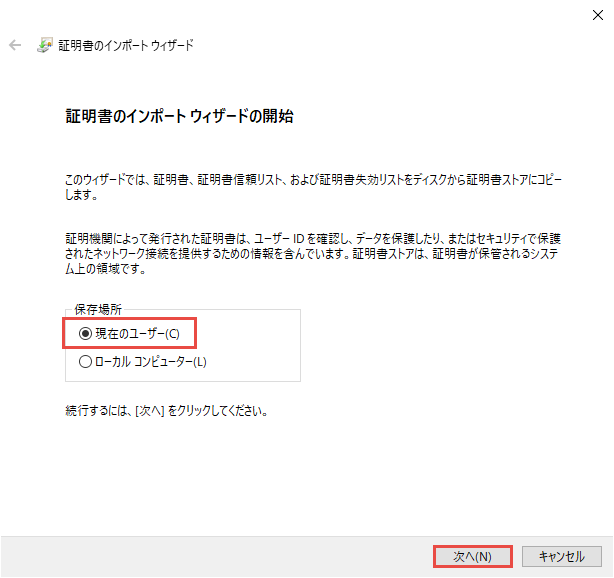 証明書のインポート ウィザード
証明書のインポート ウィザードの開始
このウィザードでは、証明書、証明書信頼リスト、および証明書失効リストをディスクから証明書ストアにコピー
します。
証明機関によって発行された証明書は、ユーザー ID を確認し、データを保護したり、またはセキュリティで保護
されたネットワーク接続を提供するための情報を含んでいます。証明書ストアは、証明書が保管されるシステ
ム上の領域です。
保存場所
現在のユーザー(C)
ローカル コンピューター(L)
続行するには、[次へ] をクリックしてください。
次へ(N)
キャンセル